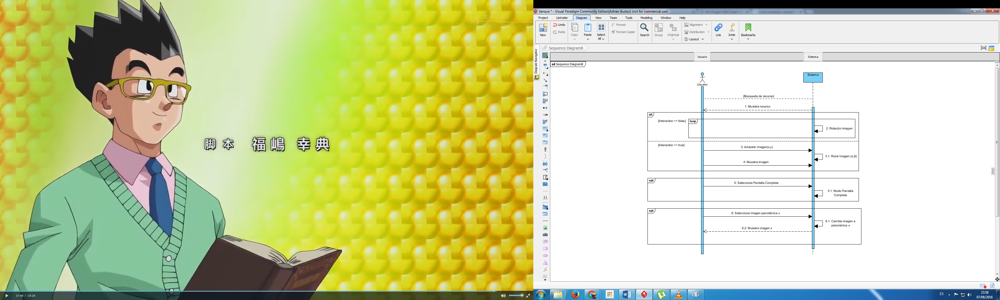 脚本 福嶋 幸典
21:48 / 23:24
tanque * - Visual Paradigm Community Edition[Adrian Bustos] (not for commercial use)
Project UeXceler Diagram View Team Tools Modeling Window Help
New
Undo
Redo
Copy
Paste
Select
All
Format
Format Copier
Search
Group
Ungroup
Alignment
Distribution
Layout
Link
Jump
Bookmarks
Diagram Navigator
Sequence Diagram8
Usuario
Sistema
sd Sequence Diagram8
Sistema
Usuario
{Búsqueda de recurso}
1: Muestra recurso
alt
[Interaction == false]
loop
2: Rotación imagen
[Interaction == true]
3: Arrastrar imagen(x,y)
3.1: Rotar imagen (α,β)
4: Muestra imagen
opt
5: Selecciona Pantalla Completa
5.1: Modo Pantalla
Completa
opt
6: Selecciona imagen panorámica x
6.1: Cambia imagen a
panorámica x
6.2: Muestra imagen x
ES
23:58
07/08/2016